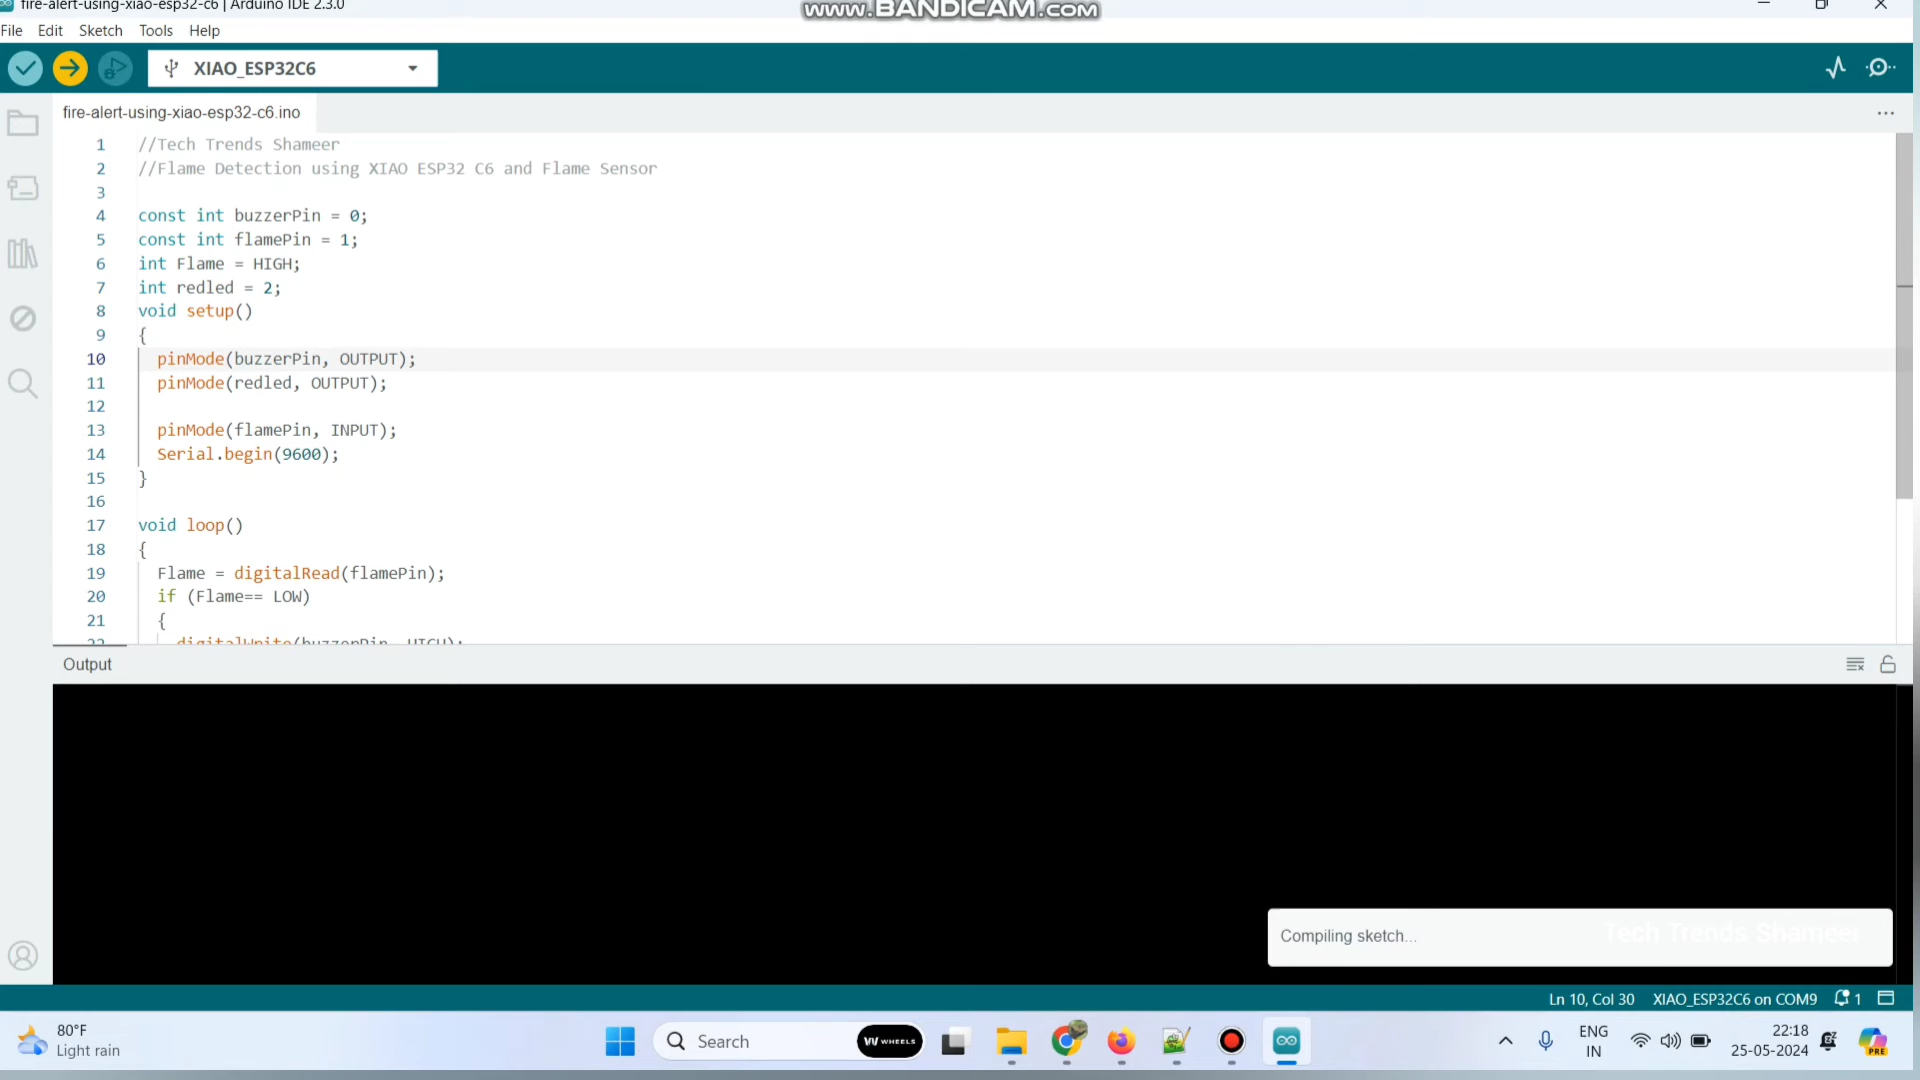 fire-alert-using-xiao-esp32-c6 | Arduino IDE 2.3.0
www.BANDICAM.com
File Edit Sketch Tools Help
XIAO_ESP32C6
fire-alert-using-xiao-esp32-c6.ino
1 //Tech Trends Shameer
2 //Flame Detection using XIAO ESP32 C6 and Flame Sensor
3
4 const int buzzerPin = 0;
5 const int flamePin = 1;
6 int Flame = HIGH;
7 int redled = 2;
8 void setup()
9 {
10 pinMode(buzzerPin, OUTPUT);
11 pinMode(redled, OUTPUT);
12
13 pinMode(flamePin, INPUT);
14 Serial.begin(9600);
15 }
16
17 void loop()
18 {
19 Flame = digitalRead(flamePin);
20 if (Flame== LOW)
21 {
22 digitalWrite(buzzerPin, HIGH);
Output
Compiling sketch...
Tech Trends Shameer
Ln 10, Col 30 XIAO_ESP32C6 on COM9 1
80°F
Light rain
Search
WHEELS
ENG
IN
22:18
25-05-2024
PRE